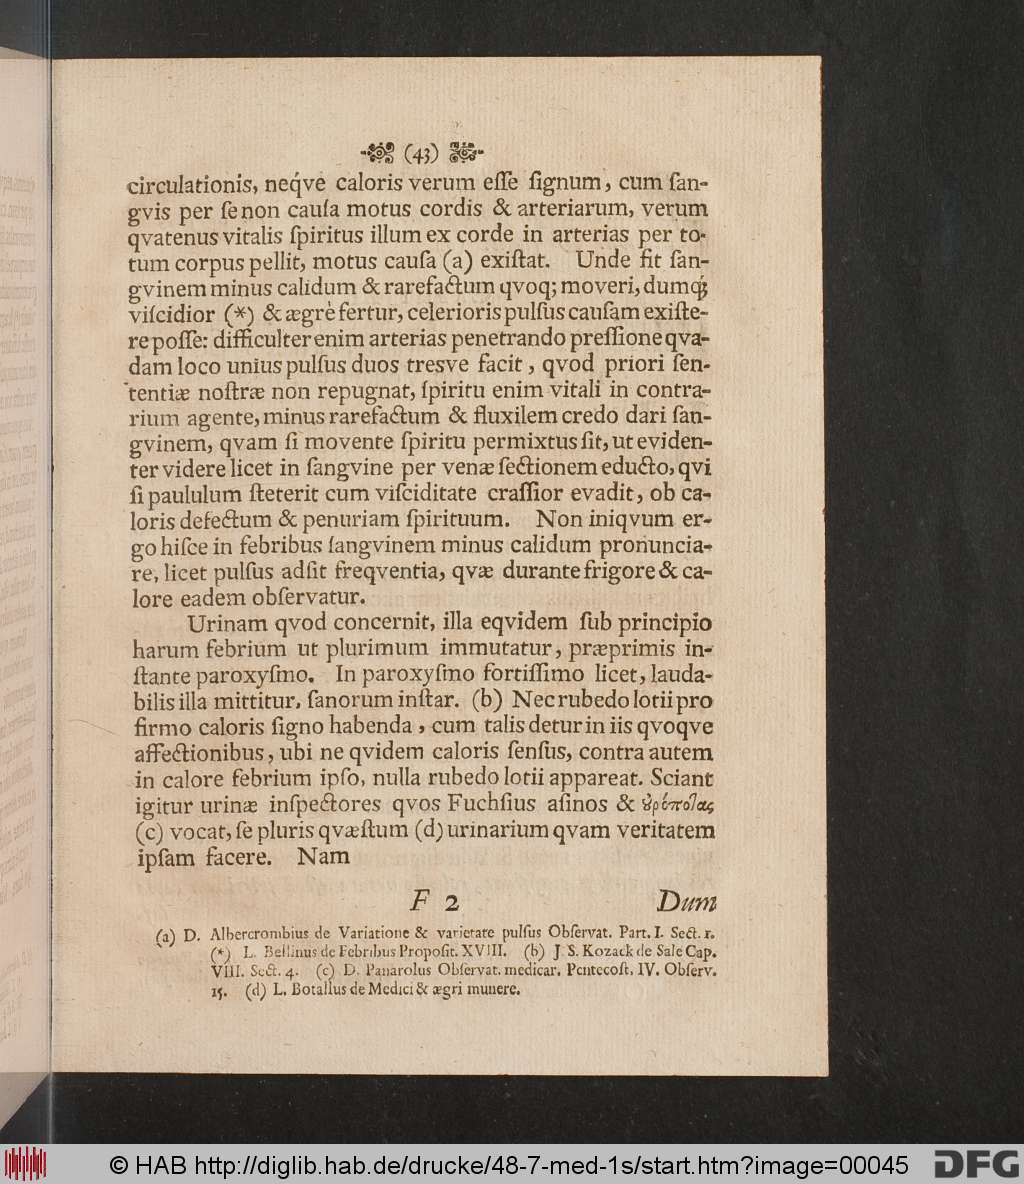 (43)
circulationis, neq́ve caloris verum eſſe ſignum, cum ſan-
gvis per ſe non cauſa motus cordis & arteriarum, verum
qvatenus vitalis ſpiritus illum ex corde in arterias per to-
tum corpus pellit, motus cauſa (a) exiſtat. Unde fit ſan-
gvinem minus calidum & rarefactum qvoq; moveri, dumq́;
viſcidior (*) & ægrè fertur, celerioris pulſus cauſam exiſte-
re poſſe: difficulter enim arterias penetrando preſſione qva-
dam loco unius pulſus duos tresve facit, qvod priori ſen-
tentiæ noſtræ non repugnat, ſpiritu enim vitali in contra-
rium agente, minus rarefactum & fluxilem credo dari ſan-
gvinem, qvam ſi movente ſpiritu permixtus ſit, ut eviden-
ter videre licet in ſangvine per venæ ſectionem educto, qvi
ſi paululum ſteterit cum viſciditate craſſior evadit, ob ca-
loris defectum & penuriam ſpirituum. Non iniqvum er-
go hiſce in febribus ſangvinem minus calidum pronuncia-
re, licet pulſus adſit freqventia, qvæ durante frigore & ca-
lore eadem obſervatur.
Urinam qvod concernit, illa eqvidem ſub principio
harum febrium ut plurimum immutatur, præprimis in-
ſtante paroxyſmo. In paroxyſmo fortiſſimo licet, lauda-
bilis illa mittitur, ſanorum inſtar. (b) Nec rubedo lotii pro
firmo caloris ſigno habenda, cum talis detur in iis qvoqve
affectionibus, ubi ne qvidem caloris ſenſus, contra autem
in calore febrium ipſo, nulla rubedo lotii appareat. Sciant
igitur urinæ inſpectores qvos Fuchſius aſinos &
(c) vocat, ſe pluris qvæſtum (d) urinarium qvam veritatem
ipſam facere. Nam
F 2 Dum
(a) D. Albercrombius de Variatione & varietate pulſus Obſervat. Part. I. Sect. 1.
(*) L. Bellinus de Febribus Propoſit. XVIII. (b) J. S. Kozack de Sale Cap.
VIII. Sect. 4. (c) D. Panarolus Obſervat. medicar. Pentecoſt. IV. Obſerv.
15. (d) L. Botallus de Medici & ægri munere.
© HAB http://diglib.hab.de/drucke/48-7-med-1s/start.htm?image=00045 DFG